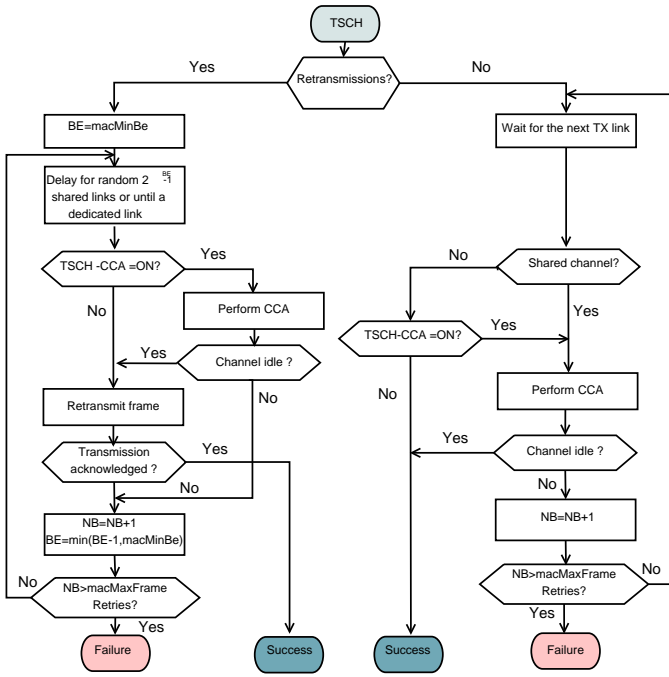 TSCH
Retransmissions?
Yes
No
BE=macMinBe
Wait for the next TX link
Delay for random 2 BE -1
shared links or until a
dedicated link
TSCH -CCA =ON?
Yes
No
Shared channel?
No
Yes
Perform CCA
TSCH-CCA =ON?
Yes
No
Channel idle ?
Yes
No
Perform CCA
Retransmit frame
Channel idle ?
Yes
No
Transmission
acknowledged ?
Yes
No
NB=NB+1
BE=min(BE-1,macMinBe)
NB=NB+1
NB>macMaxFrame
Retries?
No
Yes
NB>macMaxFrame
Retries?
No
Yes
Failure
Success
Success
Failure